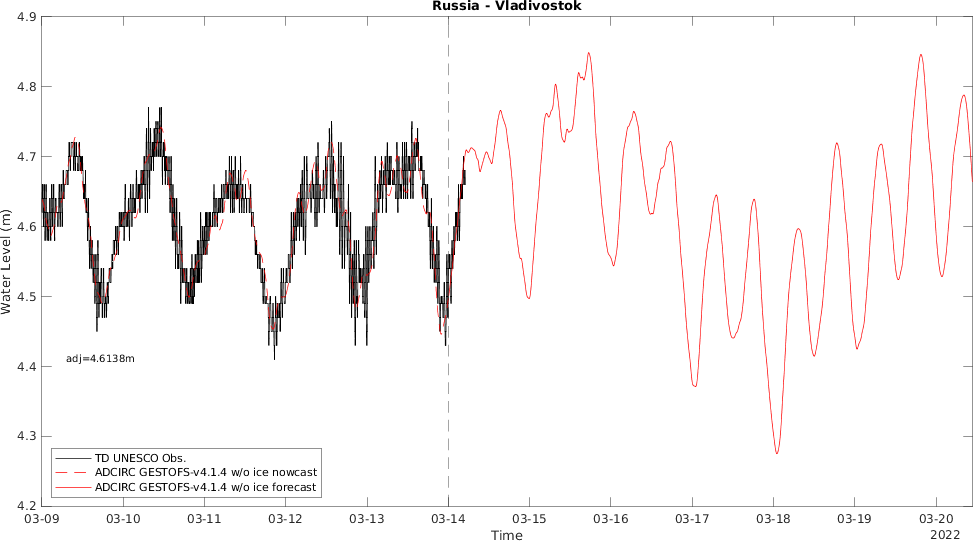 Russia - Vladivostok
4.9
4.8
4.7
4.6
4.5
4.4
4.3
4.2
Water Level (m)
adj=4.6138m
TD UNESCO Obs.
ADCIRC GESTOFS-v4.1.4 w/o ice nowcast
ADCIRC GESTOFS-v4.1.4 w/o ice forecast
03-09 03-10 03-11 03-12 03-13 03-14 03-15 03-16 03-17 03-18 03-19 03-20
2022
Time